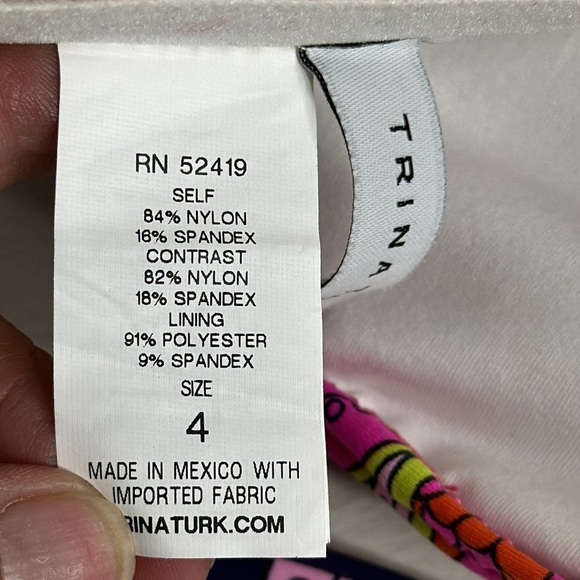 RN 52419
SELF
84% NYLON
16% SPANDEX
CONTRAST
82% NYLON
18% SPANDEX
LINING
91% POLYESTER
9% SPANDEX
SIZE
4
MADE IN MEXICO WITH
IMPORTED FABRIC
RINATURK.COM
TRINA